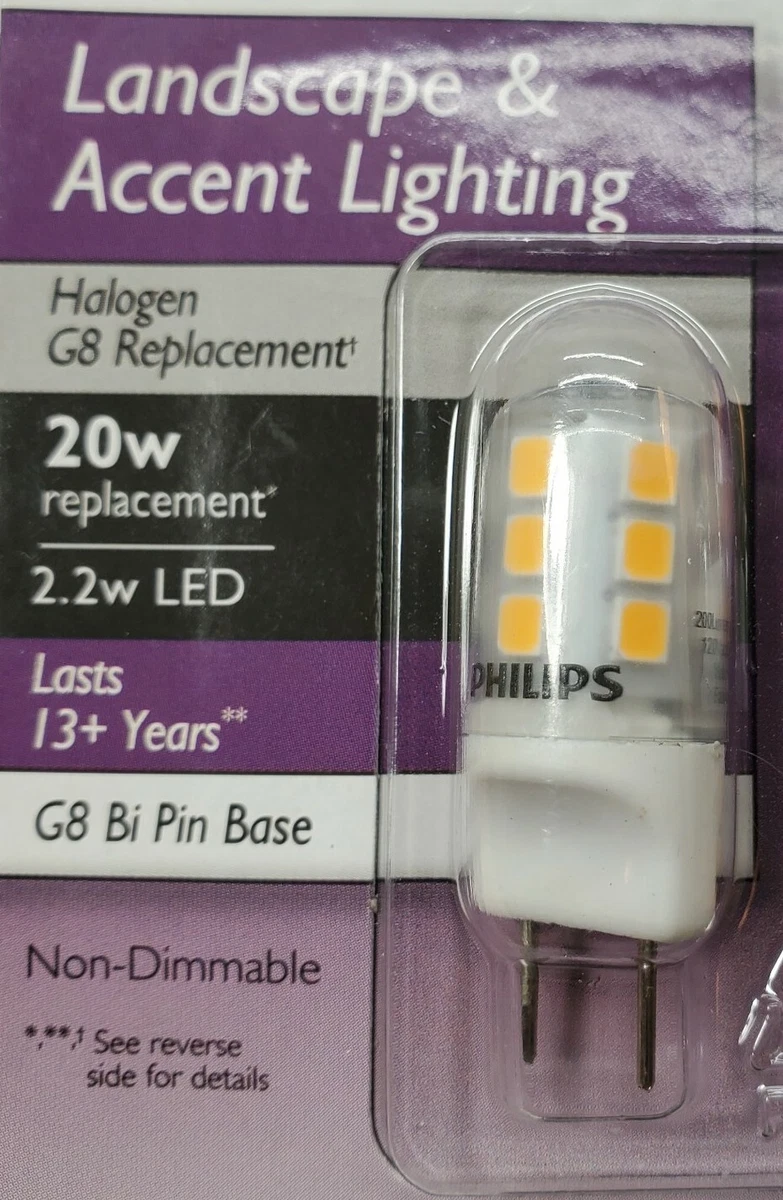 Landscape &
Accent Lighting
Halogen
G8 Replacement†
20w
replacement*
2.2w LED
Lasts
13+ Years**
G8 Bi Pin Base
PHILIPS
Non-Dimmable
*,**,† See reverse
side for details